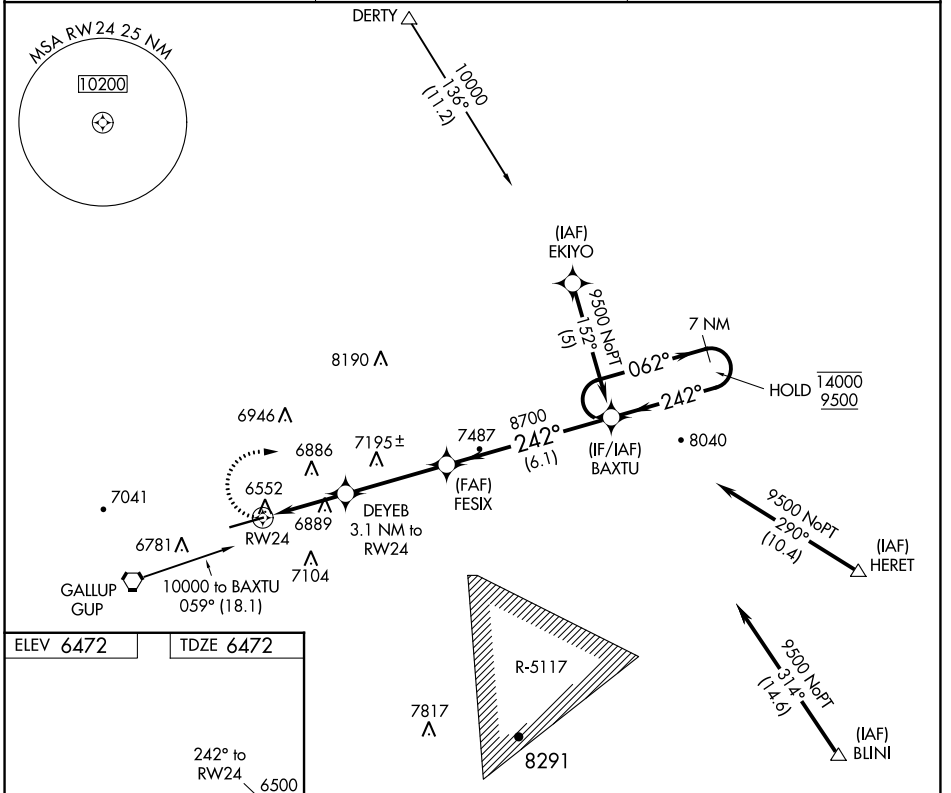 DERTY
MSA RW24 25 NM
10200
10000
136°
(11.2)
(IAF)
EKIYO
9500 NoPT
152°
(5)
7 NM
062°
HOLD 14000
9500
242°
8190
6946
8700
7487
242°
(6.1)
(IF/IAF)
BAXTU
8040
6886
7195±
(FAF)
FESIX
7041
6552
6889
DEYEB
3.1 NM to
RW24
RW24
6781
7104
GALLUP
GUP
10000 to BAXTU
059° (18.1)
9500 NoPT
290°
(10.4)
(IAF)
HERET
ELEV 6472
TDZE 6472
R-5117
9500 NoPT
314°
(14.6)
7817
8291
(IAF)
BLINI
242° to
RW24
6500